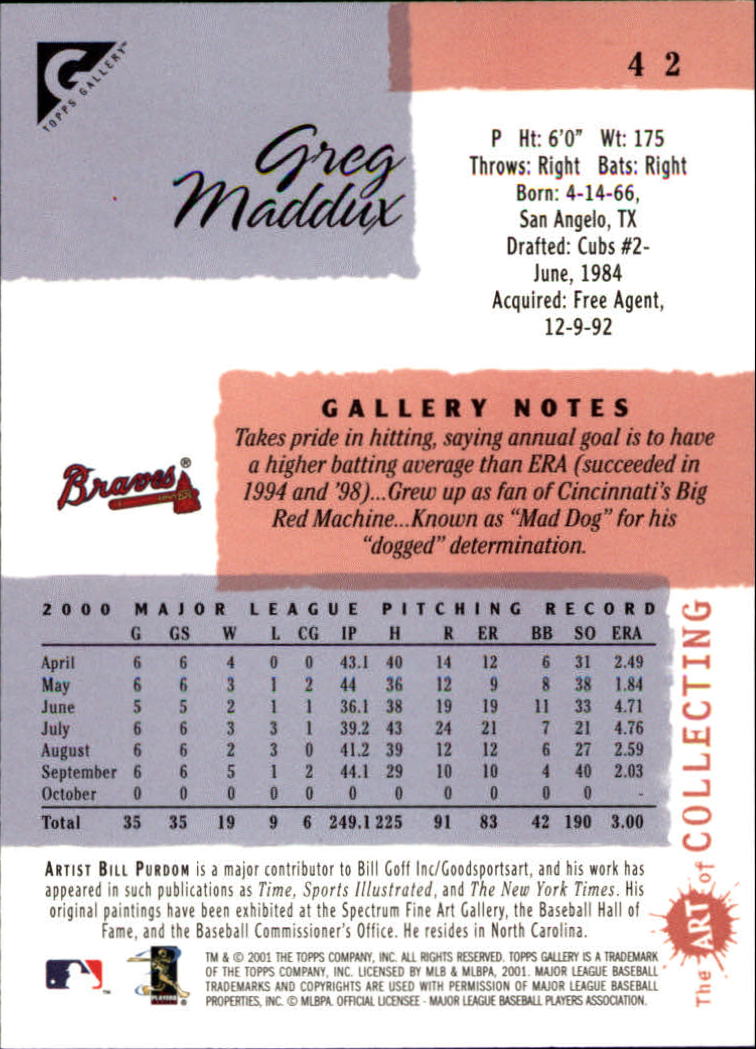 G
TOPPS GALLERY™
42
Greg
Maddux
P Ht: 6'0" Wt: 175
Throws: Right Bats: Right
Born: 4-14-66,
San Angelo, TX
Drafted: Cubs #2-
June, 1984
Acquired: Free Agent,
12-9-92
GALLERY NOTES
Takes pride in hitting, saying annual goal is to have
a higher batting average than ERA (succeeded in
1994 and '98)...Grew up as fan of Cincinnati's Big
Red Machine...Known as "Mad Dog" for his
"dogged" determination.
Braves®
2000 MAJOR LEAGUE PITCHING RECORD
G GS W L CG IP H R ER BB SO ERA
April 6 6 4 0 0 43.1 40 14 12 6 31 2.49
May 6 6 3 1 2 44 36 12 9 8 38 1.84
June 5 5 2 1 1 36.1 38 19 19 11 33 4.71
July 6 6 3 3 1 39.2 43 24 21 7 21 4.76
August 6 6 2 3 0 41.2 39 12 12 6 27 2.59
September 6 6 5 1 2 44.1 29 10 10 4 40 2.03
October 0 0 0 0 0 0 0 0 0 0 0 -
Total 35 35 19 9 6 249.1 225 91 83 42 190 3.00
The ART of COLLECTING
ARTIST BILL PURDOM is a major contributor to Bill Goff Inc/Goodsportsart, and his work has
appeared in such publications as Time, Sports Illustrated, and The New York Times. His
original paintings have been exhibited at the Spectrum Fine Art Gallery, the Baseball Hall of
Fame, and the Baseball Commissioner's Office. He resides in North Carolina.
TM & © 2001 THE TOPPS COMPANY, INC. ALL RIGHTS RESERVED. TOPPS GALLERY IS A TRADEMARK
OF THE TOPPS COMPANY, INC. LICENSED BY MLB & MLBPA, 2001. MAJOR LEAGUE BASEBALL
TRADEMARKS AND COPYRIGHTS ARE USED WITH PERMISSION OF MAJOR LEAGUE BASEBALL
PROPERTIES, INC. © MLBPA. OFFICIAL LICENSEE - MAJOR LEAGUE BASEBALL PLAYERS ASSOCIATION.
PLAYERS